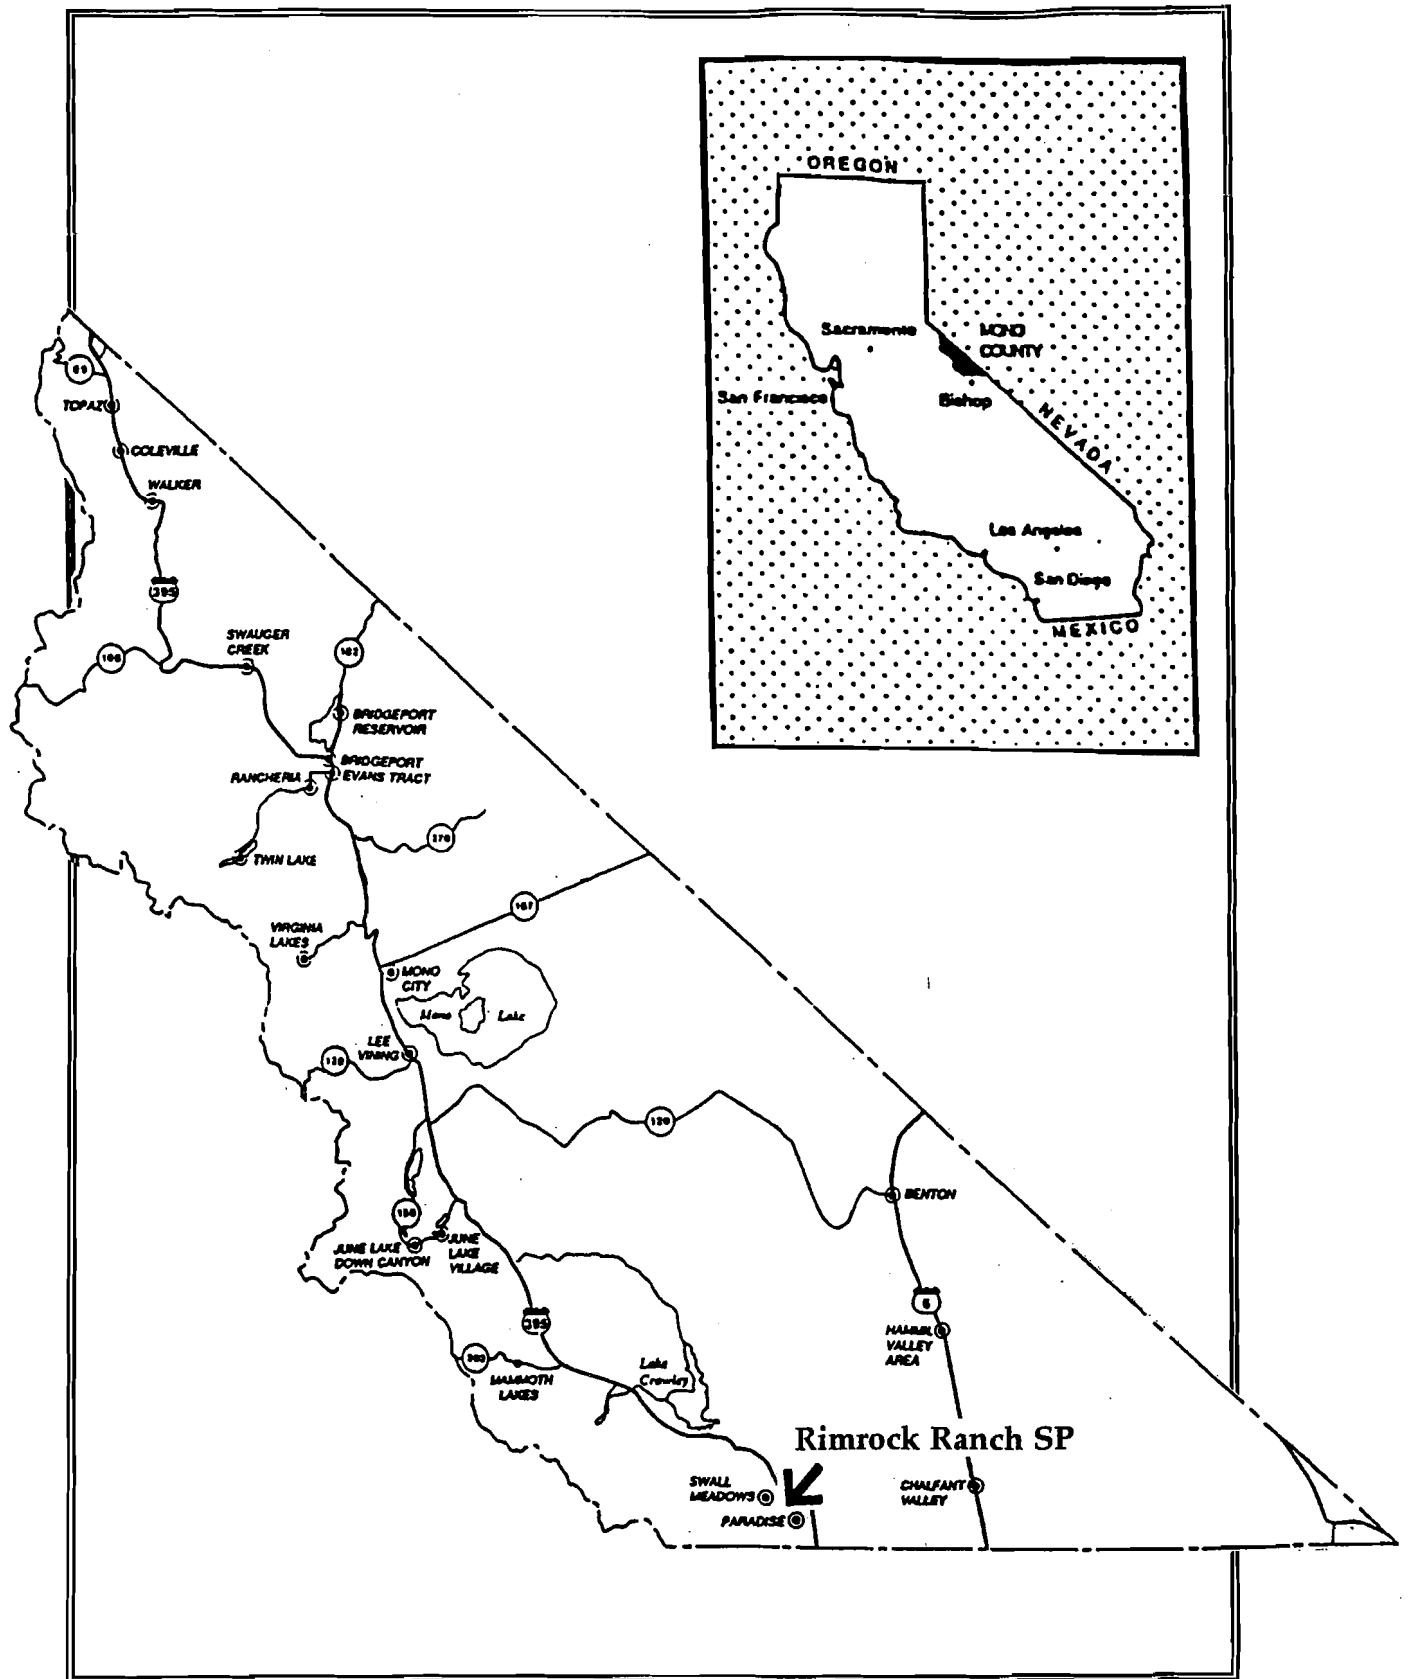 OREGON
Sacramento
MONO
COUNTY
San Francisco
Bishop
NEVADA
Los Angeles
San Diego
MEXICO
89
TOPAZ
COLEVILLE
WALKER
395
SWAUGER
CREEK
108
182
BRIDGEPORT
RESERVOIR
BRIDGEPORT
EVANS TRACT
RANCHERIA
270
TWIN LAKE
167
VIRGINIA
LAKES
MONO
CITY
Mono Lake
LEE
VINING
120
120
BENTON
158
JUNE LAKE
DOWN CANYON
JUNE
LAKE
VILLAGE
6
395
HAMMIL
VALLEY
AREA
203
MAMMOTH
LAKES
Lake
Crowley
Rimrock Ranch SP
SWALL
MEADOWS
PARADISE
CHALFANT
VALLEY